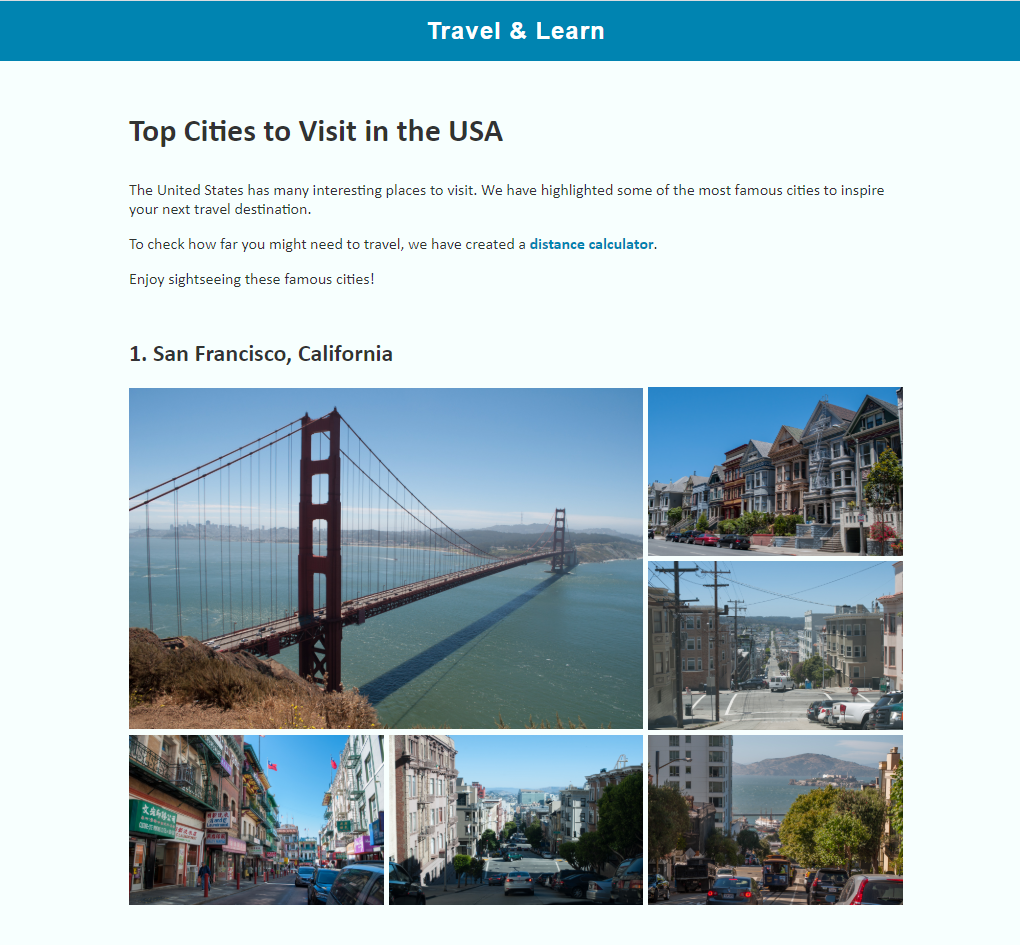 Travel & Learn
Top Cities to Visit in the USA
The United States has many interesting places to visit. We have highlighted some of the most famous cities to inspire
your next travel destination.
To check how far you might need to travel, we have created a distance calculator.
Enjoy sightseeing these famous cities!
1. San Francisco, California